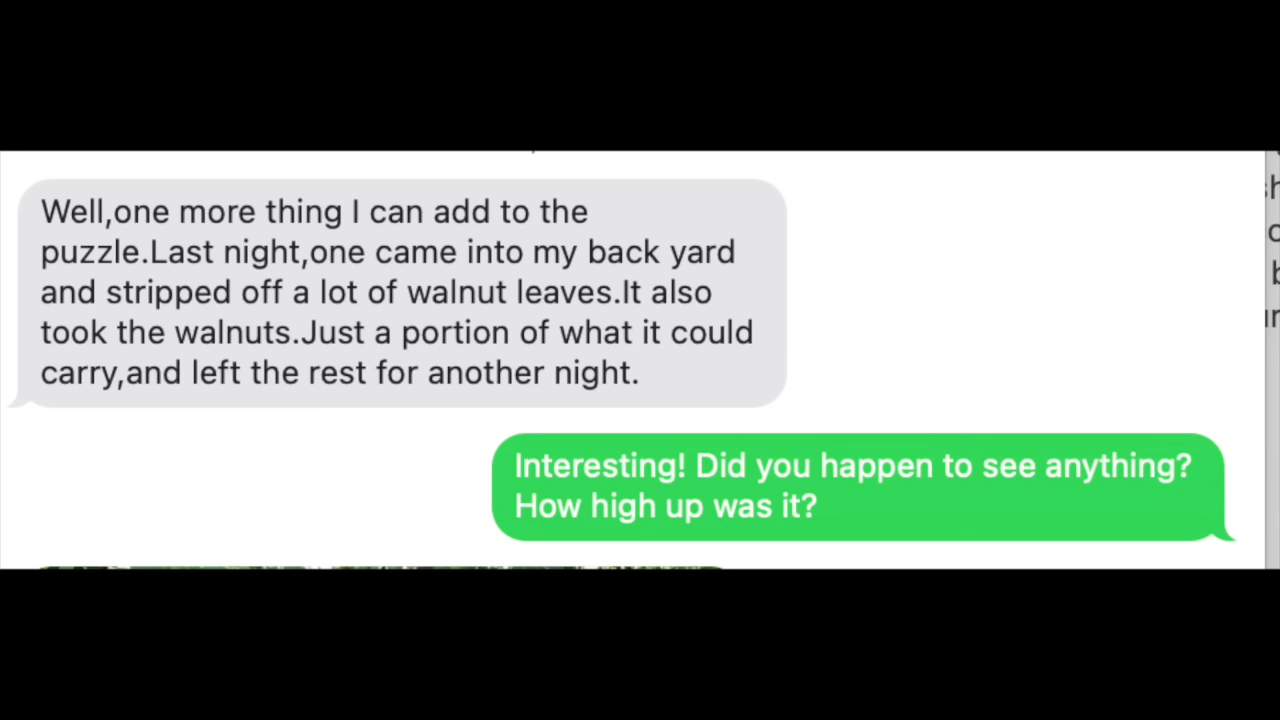 Well,one more thing I can add to the
puzzle.Last night,one came into my back yard
and stripped off a lot of walnut leaves.It also
took the walnuts.Just a portion of what it could
carry,and left the rest for another night.
Interesting! Did you happen to see anything?
How high up was it?